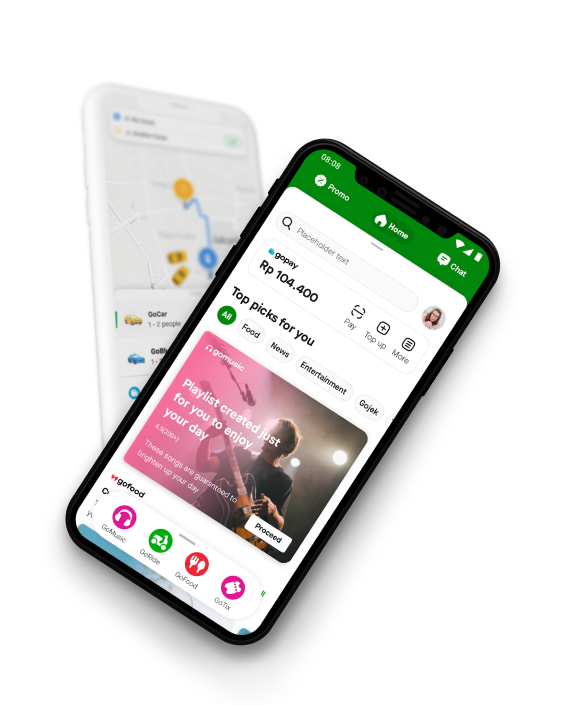 GoCar
1 - 2 people
GoBl
08:08
Promo
Home
Chat
Placeholder text
gopay
Rp 104.400
Pay
Top up
More
Top picks for you
All
Food
News
Entertainment
Gojek
gomusic
Playlist created just
for you to enjoy
your day
4.5(200+)
These songs are guarenteed to
brighten up your day
Proceed
gofood
GoMusic
GoRide
GoFood
GoTix